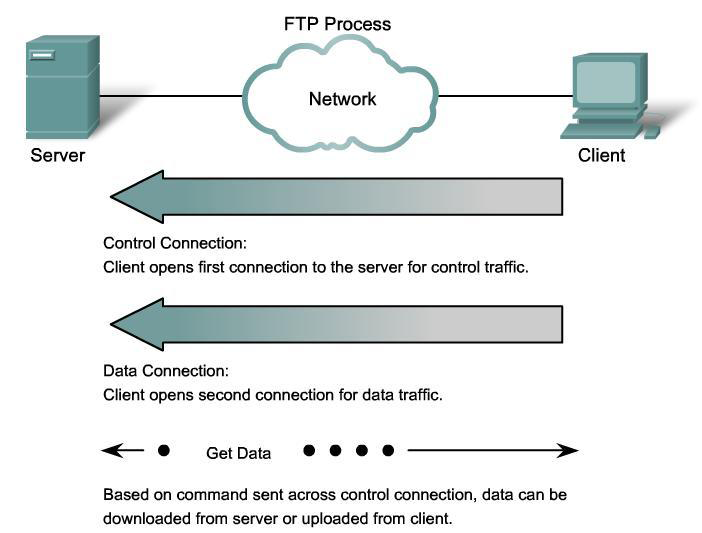 FTP Process
Network
Server
Client
Control Connection:
Client opens first connection to the server for control traffic.
Data Connection:
Client opens second connection for data traffic.
Get Data
Based on command sent across control connection, data can be
downloaded from server or uploaded from client.